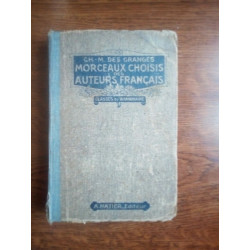 CH.-M. DES GRANGES
MORCEAUX CHOISIS
DES
AUTEURS FRANÇAIS
A. HATIER, Éditeur